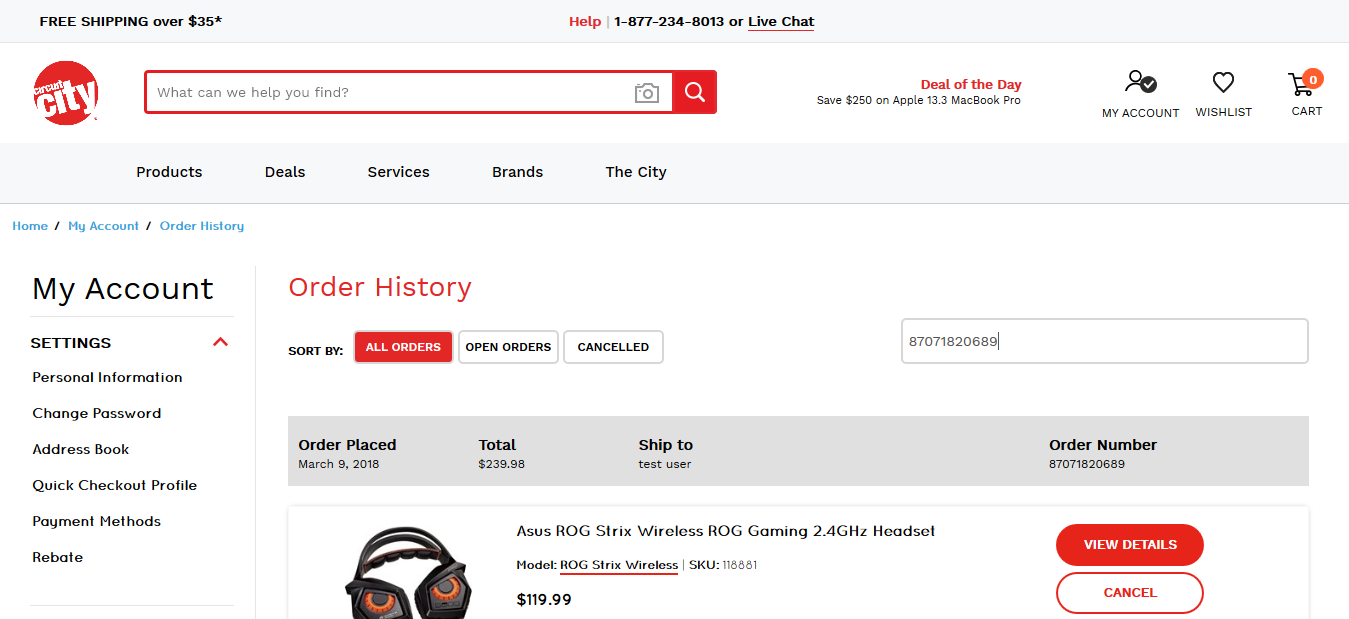 FREE SHIPPING over $35*
Help | 1-877-234-8013 or Live Chat
circuit city
What can we help you find?
Deal of the Day
Save $250 on Apple 13.3 MacBook Pro
MY ACCOUNT
WISHLIST
0
CART
Products
Deals
Services
Brands
The City
Home / My Account / Order History
My Account
SETTINGS
Personal Information
Change Password
Address Book
Quick Checkout Profile
Payment Methods
Rebate
Order History
SORT BY:
ALL ORDERS
OPEN ORDERS
CANCELLED
87071820689
Order Placed
March 9, 2018
Total
$239.98
Ship to
test user
Order Number
87071820689
Asus ROG Strix Wireless ROG Gaming 2.4GHz Headset
Model: ROG Strix Wireless | SKU: 118881
$119.99
VIEW DETAILS
CANCEL